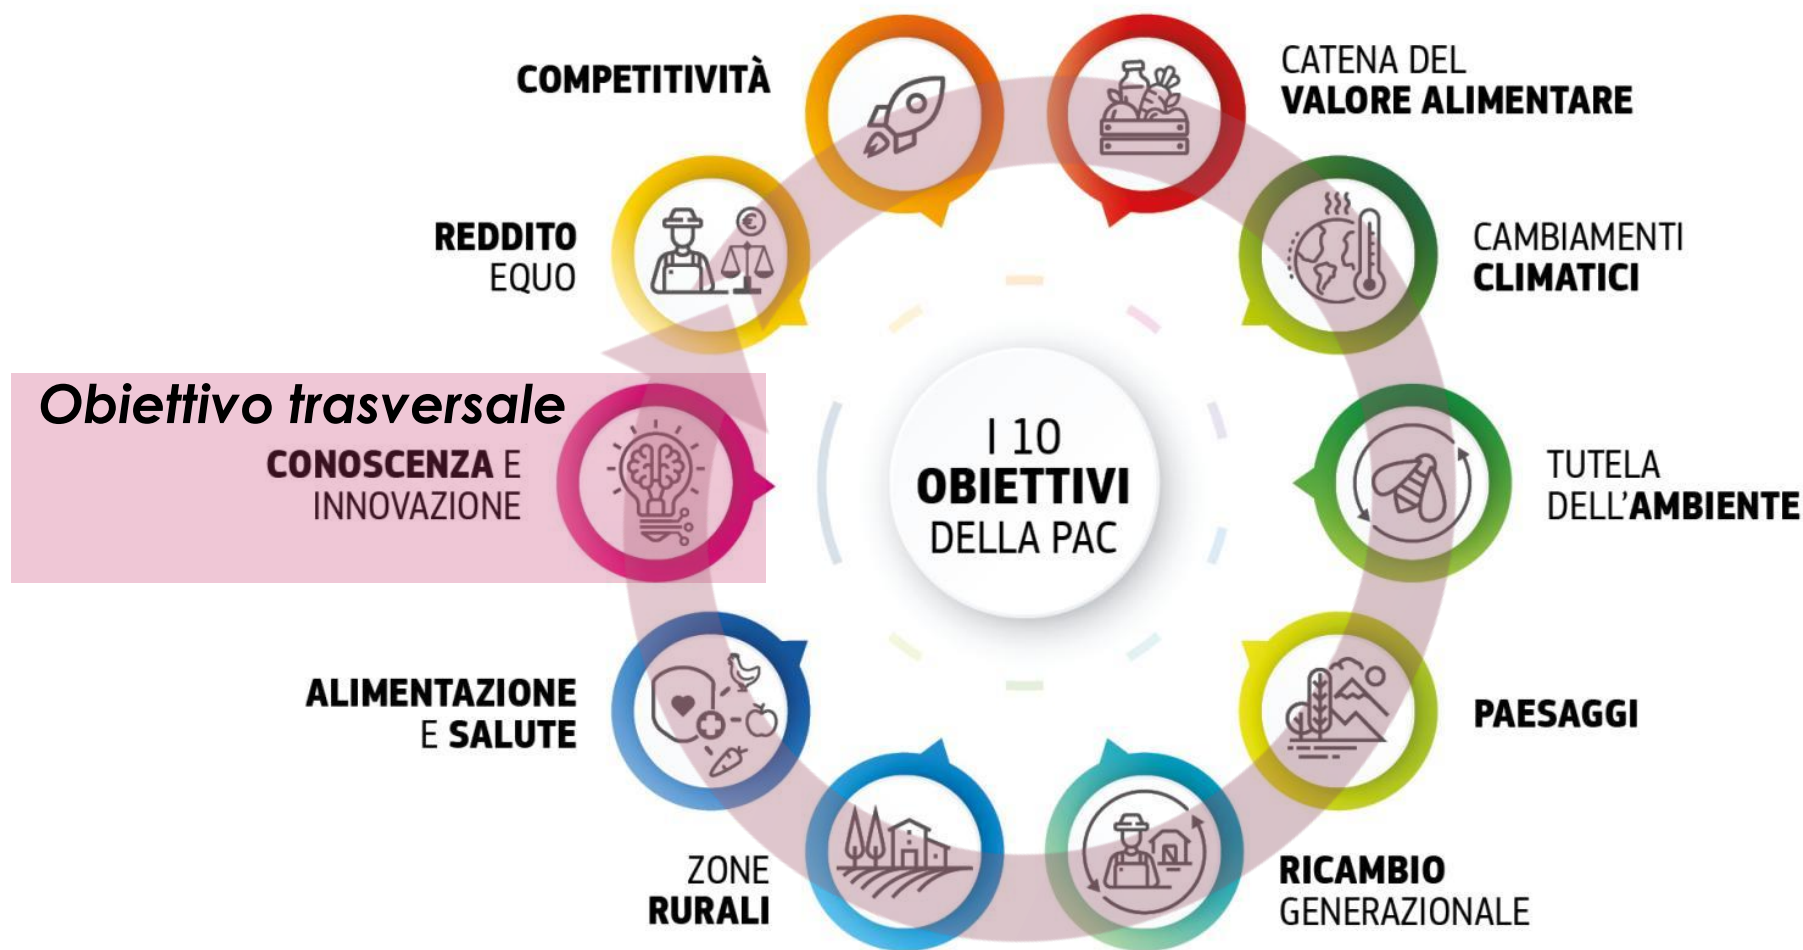 COMPETITIVITÀ
CATENA DEL
VALORE ALIMENTARE
REDDITO
EQUO
€
CAMBIAMENTI
CLIMATICI
Obiettivo trasversale
CONOSCENZA E
INNOVAZIONE
I 10
OBIETTIVI
DELLA PAC
TUTELA
DELL'AMBIENTE
ALIMENTAZIONE
E SALUTE
PAESAGGI
ZONE
RURALI
RICAMBIO
GENERAZIONALE